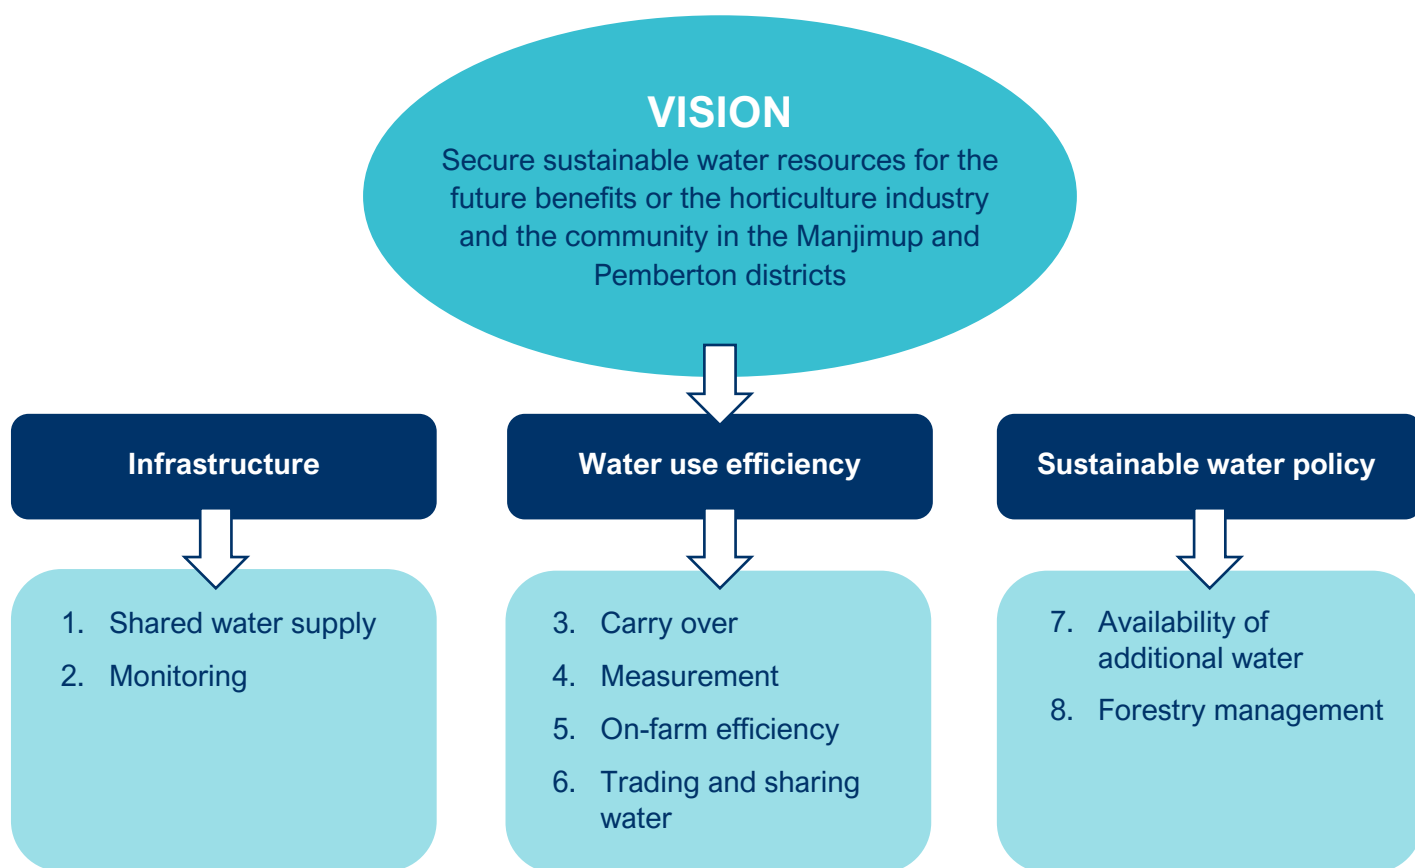 VISION
Secure sustainable water resources for the
future benefits or the horticulture industry
and the community in the Manjimup and
Pemberton districts
Infrastructure
Water use efficiency
Sustainable water policy
1. Shared water supply
2. Monitoring
3. Carry over
4. Measurement
5. On-farm efficiency
6. Trading and sharing
water
7. Availability of
additional water
8. Forestry management